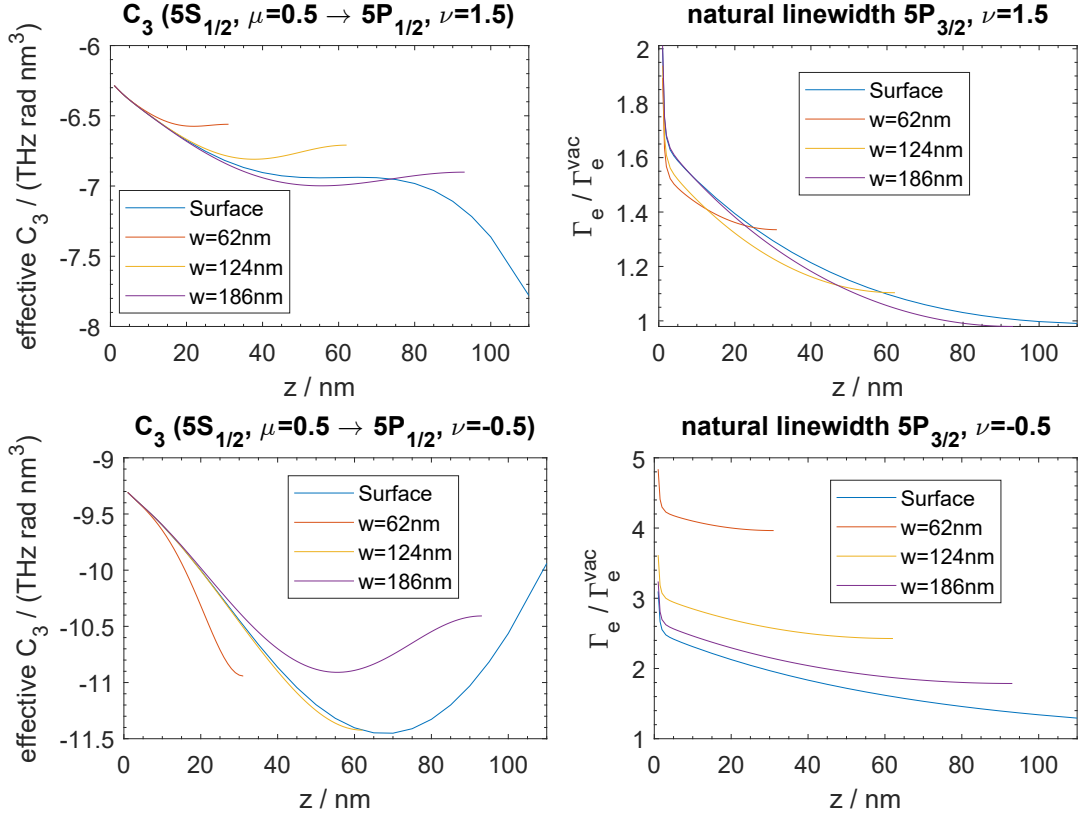 C3 (5S1/2, μ=0.5 → 5P1/2, ν=1.5)
effective C3 / (THz rad nm3)
-6
-6.5
-7
-7.5
-8
Surface
w=62nm
w=124nm
w=186nm
0 20 40 60 80 100
z / nm
natural linewidth 5P3/2, ν=1.5
Γe / Γe vac
2
1.8
1.6
1.4
1.2
1
Surface
w=62nm
w=124nm
w=186nm
0 20 40 60 80 100
z / nm
C3 (5S1/2, μ=0.5 → 5P1/2, ν=-0.5)
effective C3 / (THz rad nm3)
-9
-9.5
-10
-10.5
-11
-11.5
Surface
w=62nm
w=124nm
w=186nm
0 20 40 60 80 100
z / nm
natural linewidth 5P3/2, ν=-0.5
Γe / Γe vac
5
4
3
2
1
0
Surface
w=62nm
w=124nm
w=186nm
0 20 40 60 80 100
z / nm